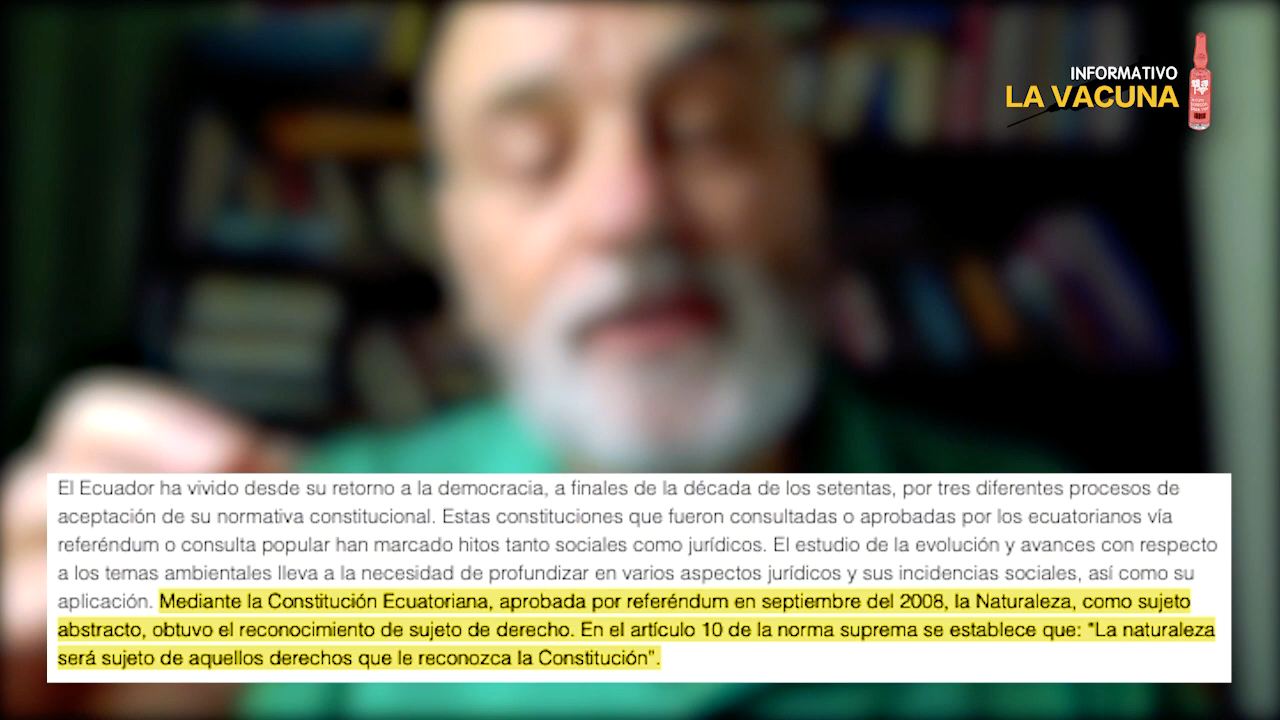 INFORMATIVO
LA VACUNA
El Ecuador ha vivido desde su retorno a la democracia, a finales de la década de los setentas, por tres diferentes procesos de
aceptación de su normativa constitucional. Estas constituciones que fueron consultadas o aprobadas por los ecuatorianos vía
referéndum o consulta popular han marcado hitos tanto sociales como jurídicos. El estudio de la evolución y avances con respecto
a los temas ambientales lleva a la necesidad de profundizar en varios aspectos jurídicos y sus incidencias sociales, así como su
aplicación. Mediante la Constitución Ecuatoriana, aprobada por referéndum en septiembre del 2008, la Naturaleza, como sujeto
abstracto, obtuvo el reconocimiento de sujeto de derecho. En el artículo 10 de la norma suprema se establece que: "La naturaleza
será sujeto de aquellos derechos que le reconozca la Constitución".